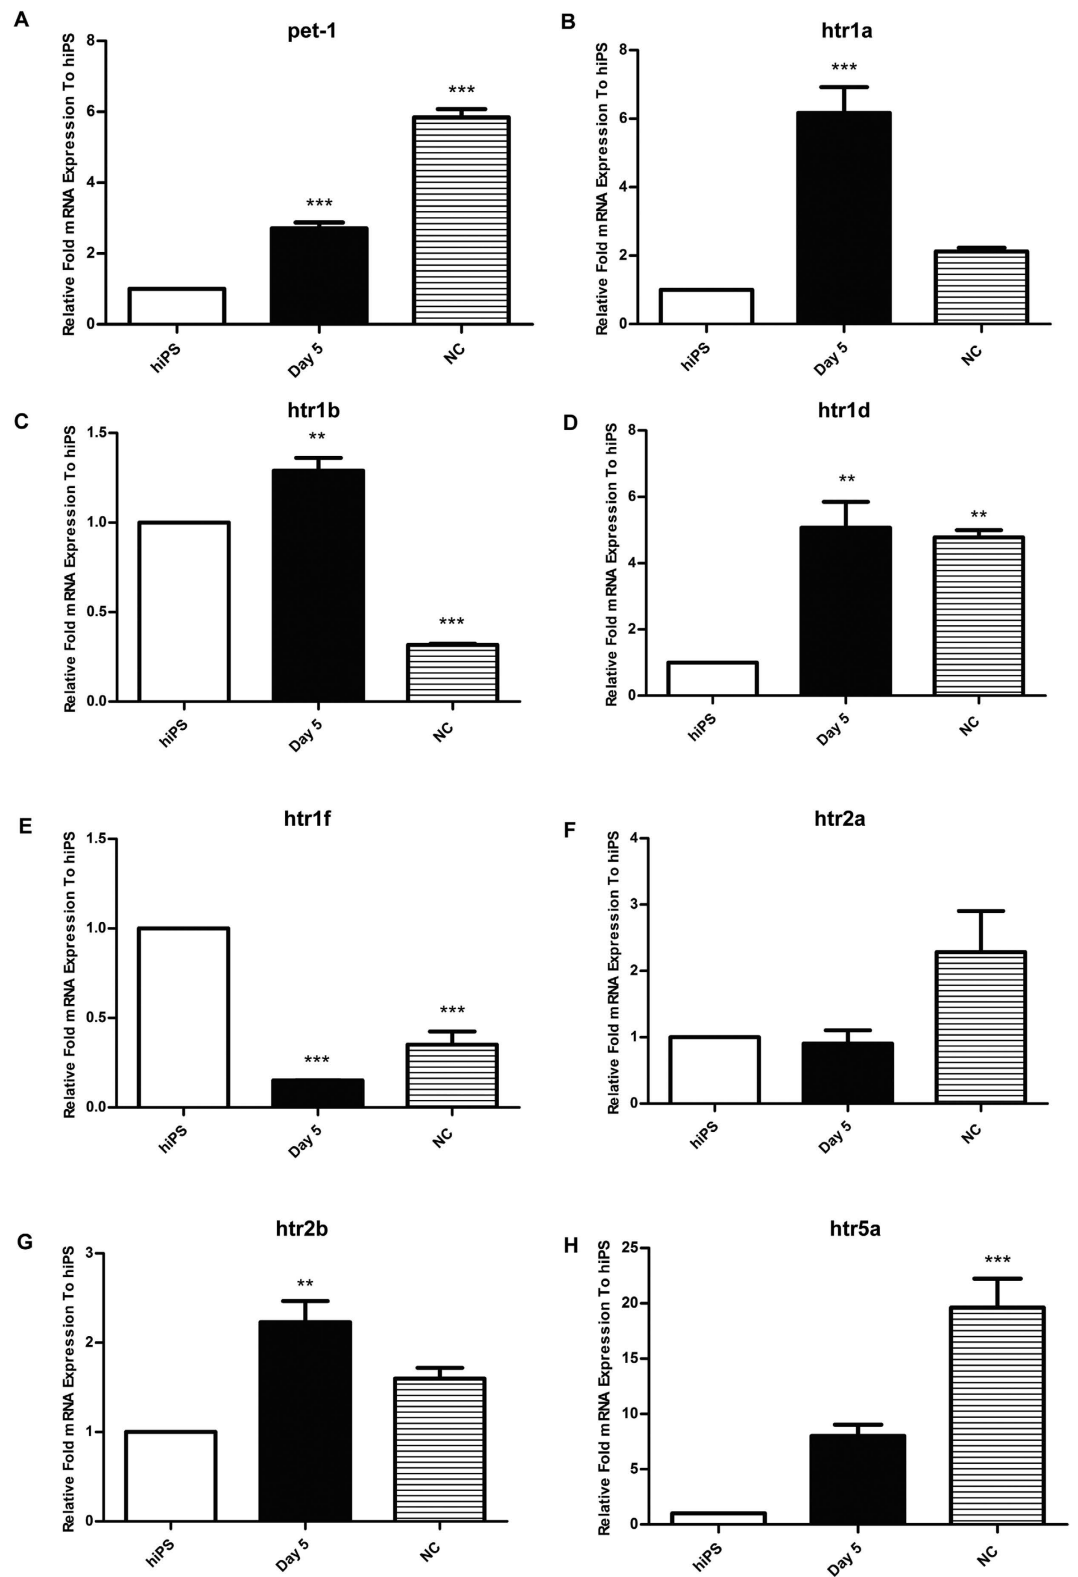 A
pet-1
Relative Fold mRNA Expression To hiPS
8
6
4
2
0
***
***
hiPS
Day 5
NC
B
htr1a
Relative Fold mRNA Expression To hiPS
8
6
4
2
0
***
hiPS
Day 5
NC
C
htr1b
Relative Fold mRNA Expression To hiPS
1.5
1.0
0.5
0.0
**
***
hiPS
Day 5
NC
D
htr1d
Relative Fold mRNA Expression To hiPS
8
6
4
2
0
**
**
hiPS
Day 5
NC
E
htr1f
Relative Fold mRNA Expression To hiPS
1.5
1.0
0.5
0.0
***
***
hiPS
Day 5
NC
F
htr2a
Relative Fold mRNA Expression To hiPS
4
3
2
1
0
hiPS
Day 5
NC
G
htr2b
Relative Fold mRNA Expression To hiPS
3
2
1
0
**
hiPS
Day 5
NC
H
htr5a
Relative Fold mRNA Expression To hiPS
25
20
15
10
5
0
***
hiPS
Day 5
NC